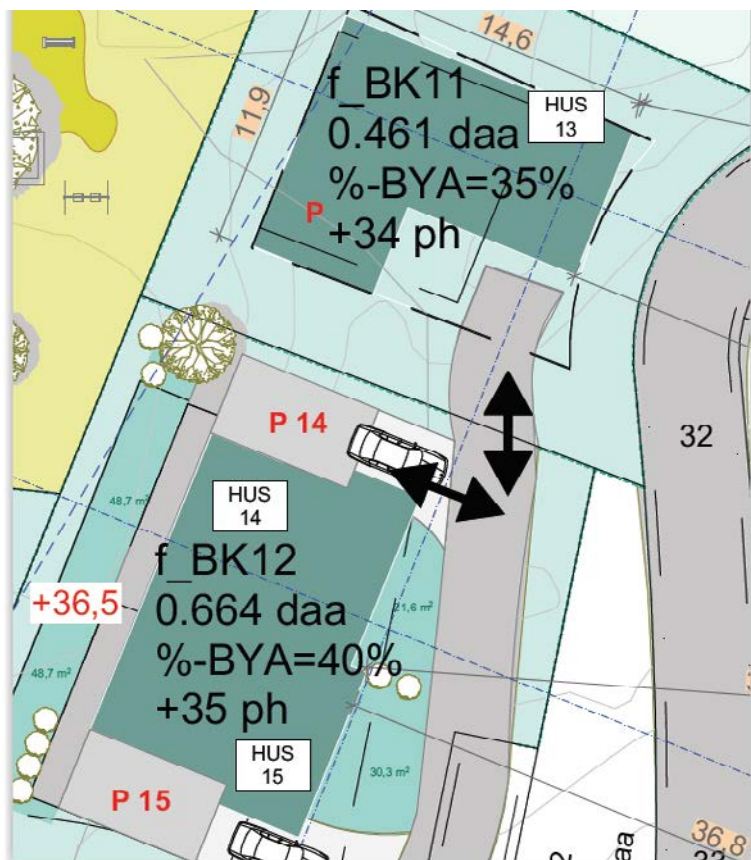 14,6
11,9
f_BK11
0.461 daa
%-BYA=35%
+34 ph
HUS
13
P
32
P 14
HUS
14
48,7 m²
f_BK12
0.664 daa
%-BYA=40%
+35 ph
+36,5
21,6 m²
48,7 m²
HUS
15
30,3 m²
P 15
36,8
daa